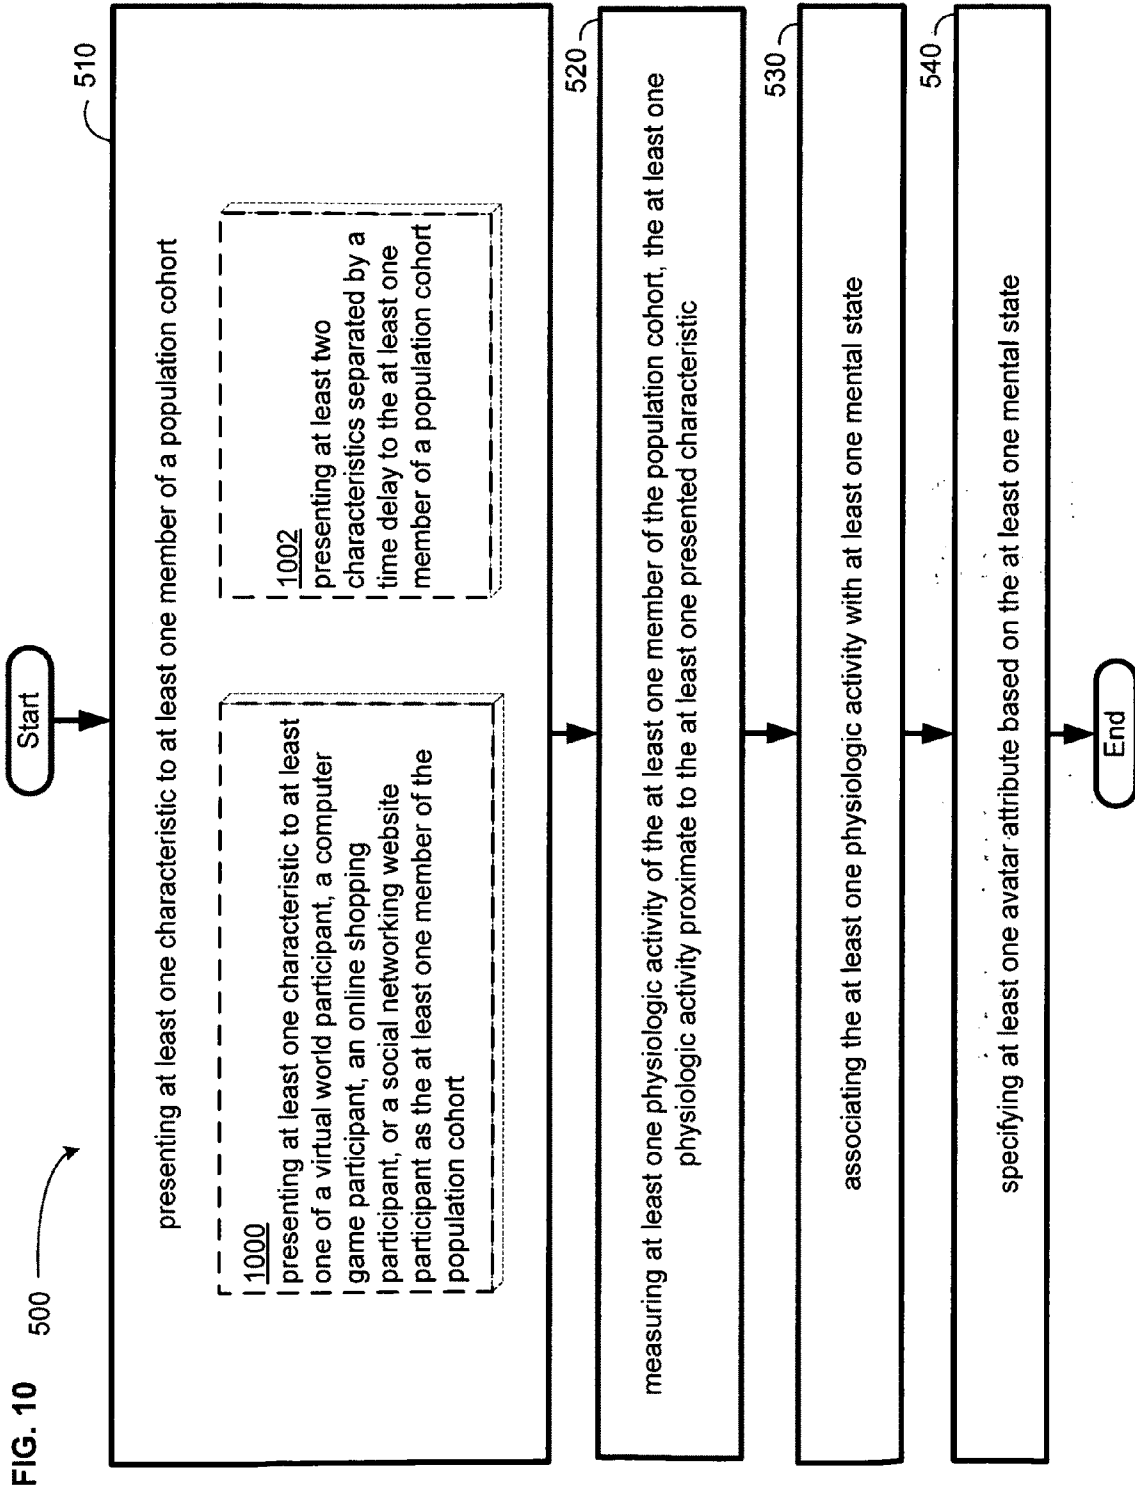 FIG. 10
500
Start
510
presenting at least one characteristic to at least one member of a population cohort
1000
presenting at least one characteristic to at least
one of a virtual world participant, a computer
game participant, an online shopping
participant, or a social networking website
participant as the at least one member of the
population cohort
1002
presenting at least two
characteristics separated by a
time delay to the at least one
member of a population cohort
520
measuring at least one physiologic activity of the at least one member of the population cohort, the at least one
physiologic activity proximate to the at least one presented characteristic
530
associating the at least one physiologic activity with at least one mental state
540
specifying at least one avatar attribute based on the at least one mental state
End